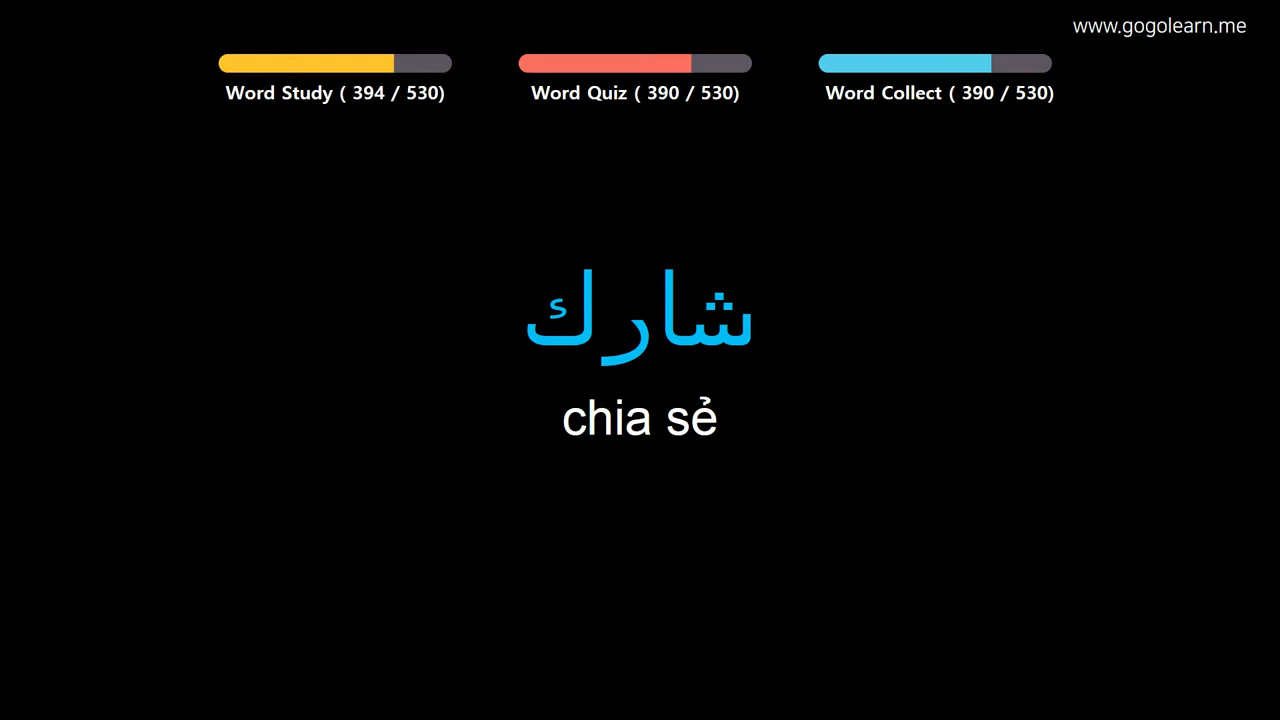 www.gogolearn.me
Word Study ( 394 / 530)
Word Quiz ( 390 / 530)
Word Collect ( 390 / 530)
شارك
chia sẻ